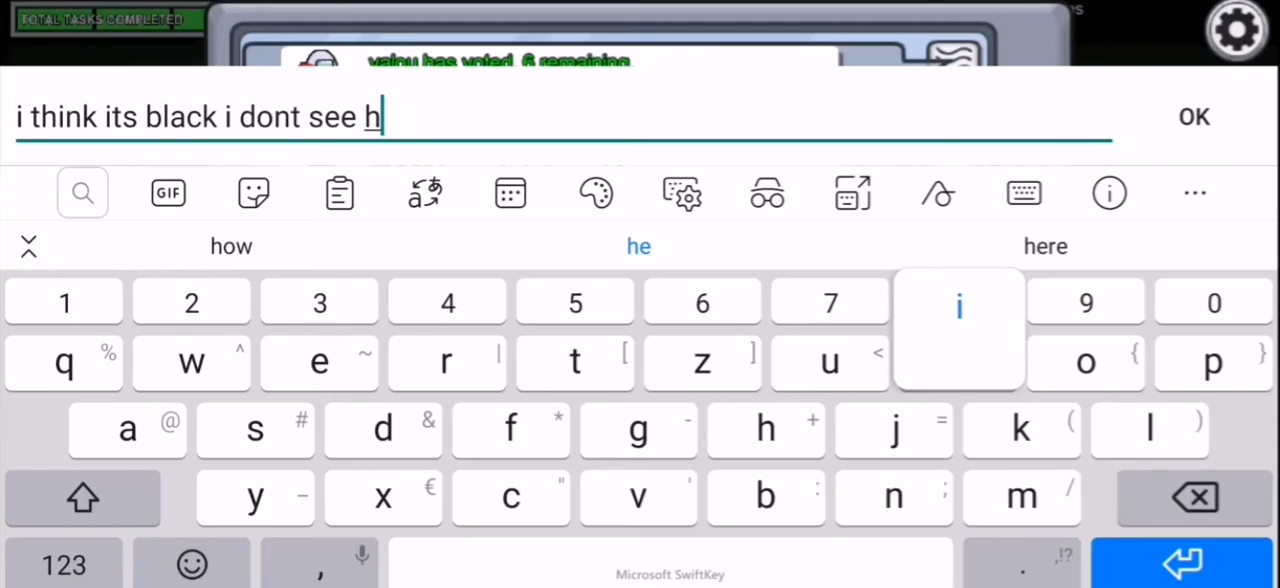 TOTAL TASKS COMPLETED
s
valou has voted. 6 remaining.
i think its black i dont see h
OK
GIF
how he here
1 2 3 4 5 6 7 i 9 0
q % w ^ e ~ r | t [ z ] u < o { p }
a @ s # d & f * g - h + j = k ( l )
y _ x € c " v ' b : n ; m /
123 , Microsoft SwiftKey . ,!?